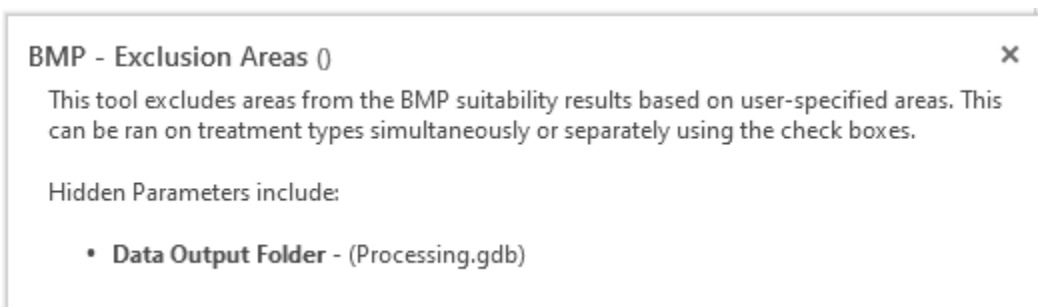 BMP - Exclusion Areas ()
This tool excludes areas from the BMP suitability results based on user-specified areas. This
can be ran on treatment types simultaneously or separately using the check boxes.
Hidden Parameters include:
• Data Output Folder - (Processing.gdb)